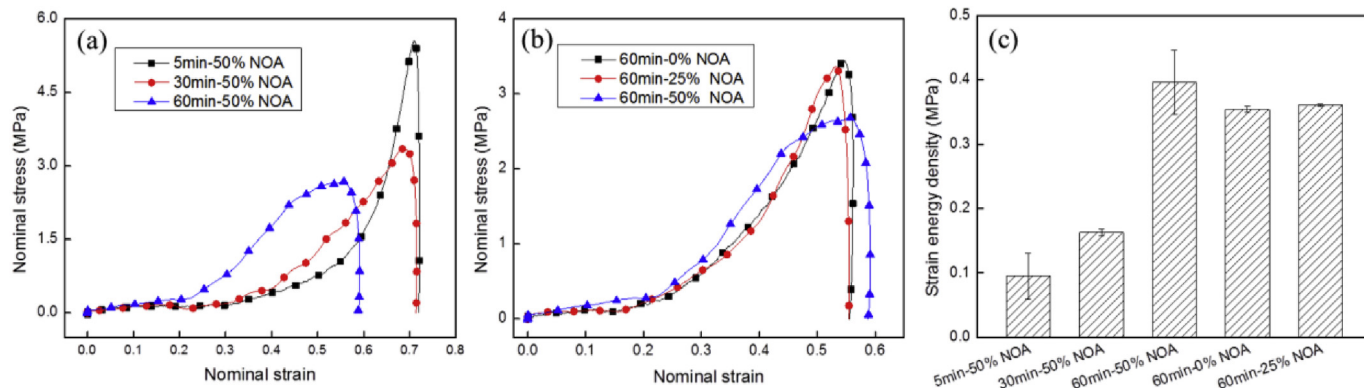 (a)
5min-50% NOA
30min-50% NOA
60min-50% NOA
Nominal stress (MPa)
6.0
4.5
3.0
1.5
0.0
0.0 0.1 0.2 0.3 0.4 0.5 0.6 0.7 0.8
Nominal strain
(b)
60min-0% NOA
60min-25% NOA
60min-50% NOA
Nominal stress (MPa)
4
3
2
1
0
0.0 0.1 0.2 0.3 0.4 0.5 0.6
Nominal strain
(c)
Strain energy density (MPa)
0.5
0.4
0.3
0.2
0.1
0.0
5min-50% NOA
30min-50% NOA
60min-50% NOA
60min-0% NOA
60min-25% NOA